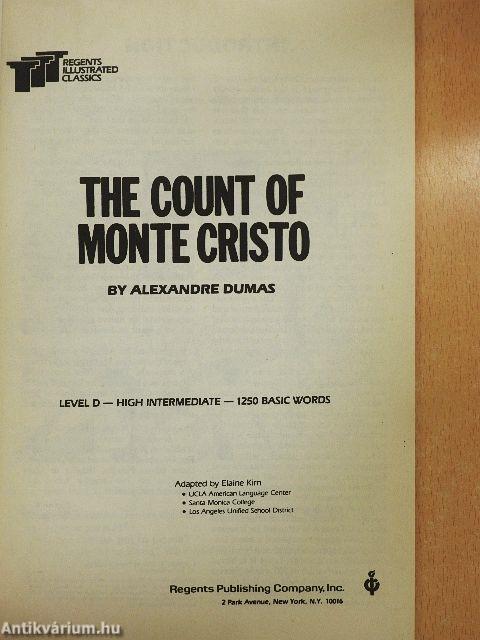 REGENTS
ILLUSTRATED
CLASSICS
THE COUNT OF
MONTE CRISTO
BY ALEXANDRE DUMAS
LEVEL D — HIGH INTERMEDIATE — 1250 BASIC WORDS
Adapted by Elaine Kirn
• UCLA American Language Center
• Santa Monica College
• Los Angeles Unified School District
Regents Publishing Company, Inc.
2 Park Avenue, New York, N.Y. 10016
Antikvárium.hu